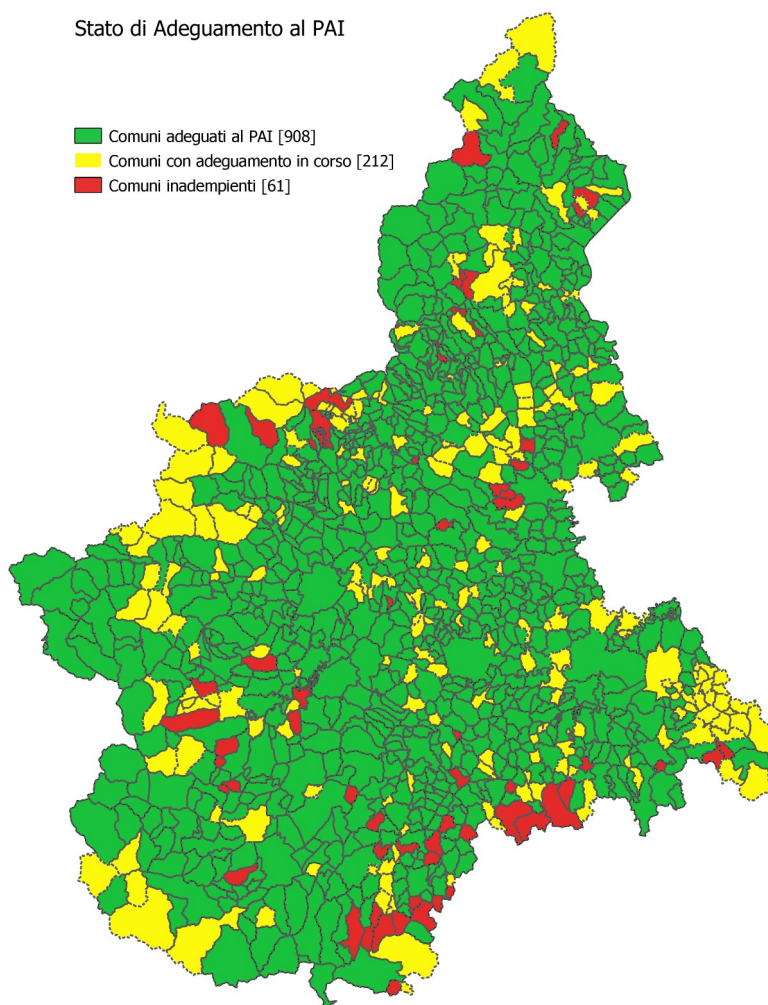 Stato di Adeguamento al PAI
Comuni adeguati al PAI [908]
Comuni con adeguamento in corso [212]
Comuni inadempienti [61]